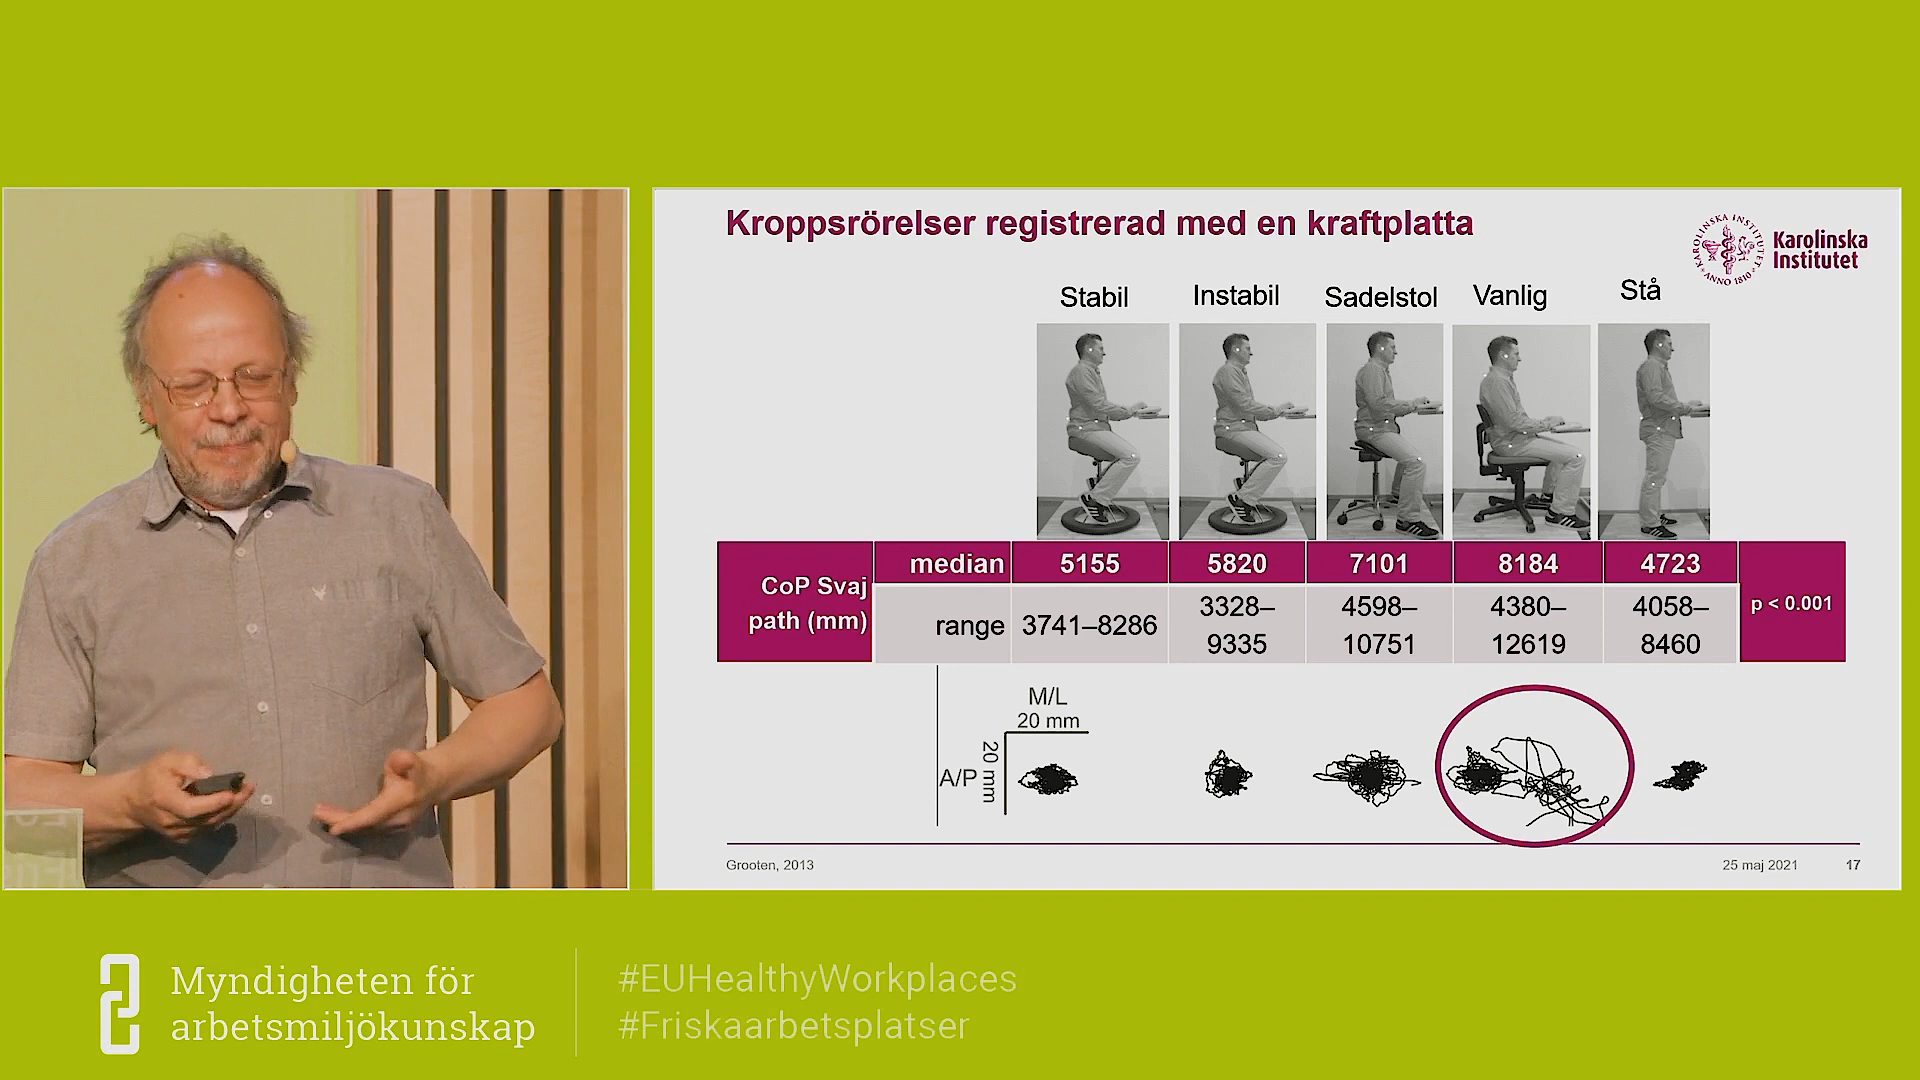 Kroppsrörelser registrerad med en kraftplatta
KAROLINSKA INSTITUTET
ANNO 1810
Karolinska
Institutet
Stabil
Instabil
Sadelstol
Vanlig
Stå
CoP Svaj
path (mm)
median
5155
5820
7101
8184
4723
p < 0.001
range
3741–8286
3328–
9335
4598–
10751
4380–
12619
4058–
8460
M/L
20 mm
A/P
20 mm
Grooten, 2013
25 maj 2021
17
Myndigheten för
arbetsmiljökunskap
#EUHealthyWorkplaces
#Friskaarbetsplatser